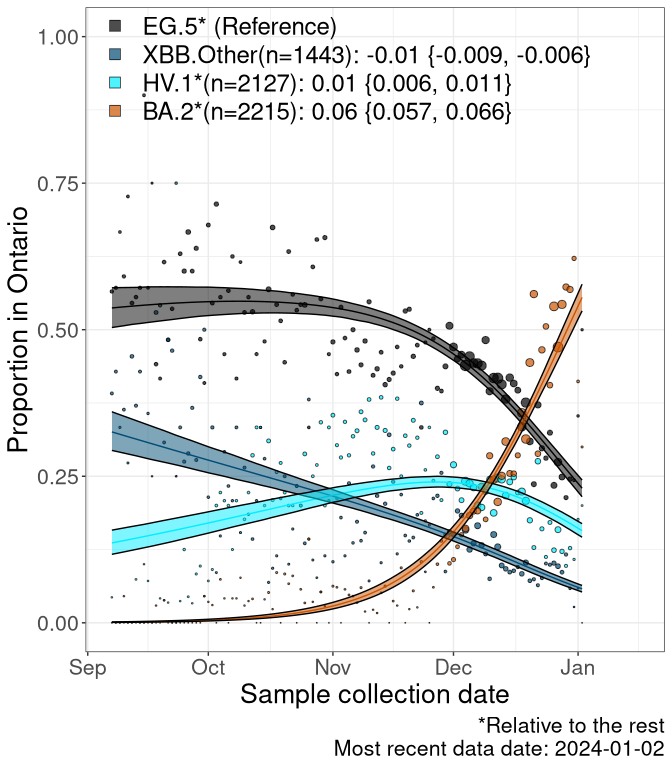 EG.5* (Reference)
XBB.Other(n=1443): -0.01 {-0.009, -0.006}
HV.1*(n=2127): 0.01 {0.006, 0.011}
BA.2*(n=2215): 0.06 {0.057, 0.066}
1.00
0.75
0.50
0.25
0.00
Proportion in Ontario
Sep Oct Nov Dec Jan
Sample collection date
*Relative to the rest
Most recent data date: 2024-01-02